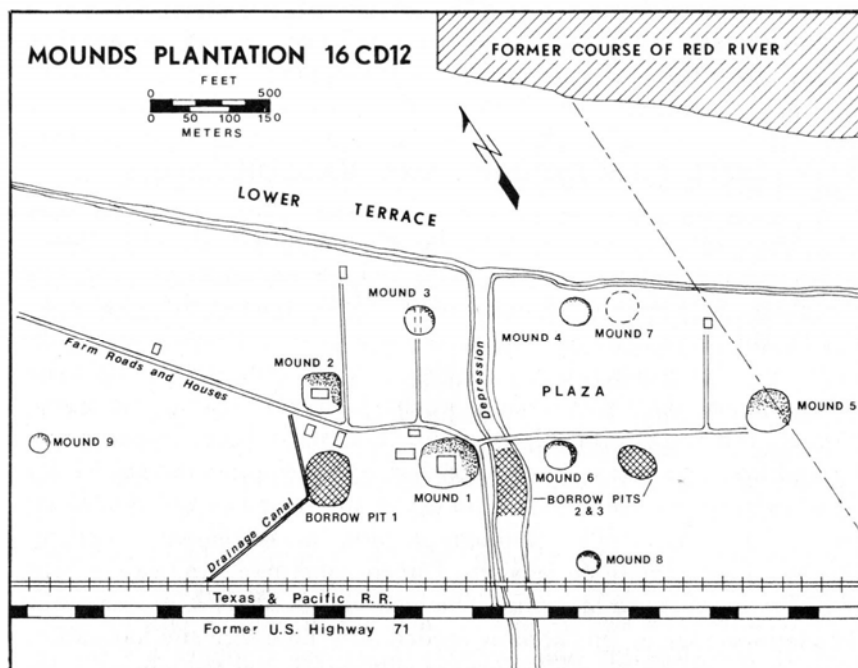 MOUNDS PLANTATION 16 CD12
FORMER COURSE OF RED RIVER
FEET
0 500
0 50 100 150
METERS
N
LOWER TERRACE
MOUND 3
MOUND 4
MOUND 7
MOUND 2
Farm Roads and Houses
Depression
PLAZA
MOUND 5
MOUND 9
MOUND 1
MOUND 6
BORROW PIT 1
BORROW PITS
2 & 3
Drainage Canal
MOUND 8
Texas & Pacific R. R.
Former U.S. Highway 71